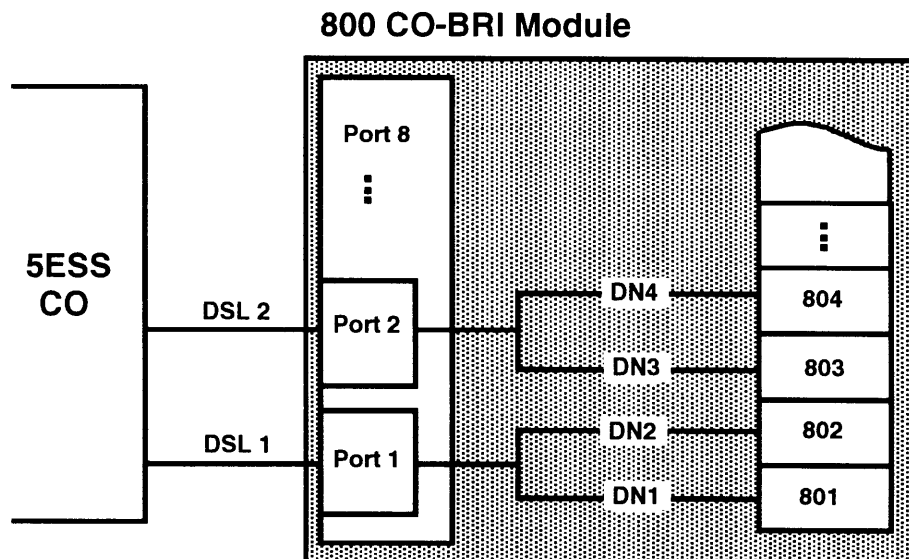 800 CO-BRI Module
Port 8
⋮
⋮
5ESS
CO
DSL 2
Port 2
DN4
804
DN3
803
DSL 1
Port 1
DN2
802
DN1
801